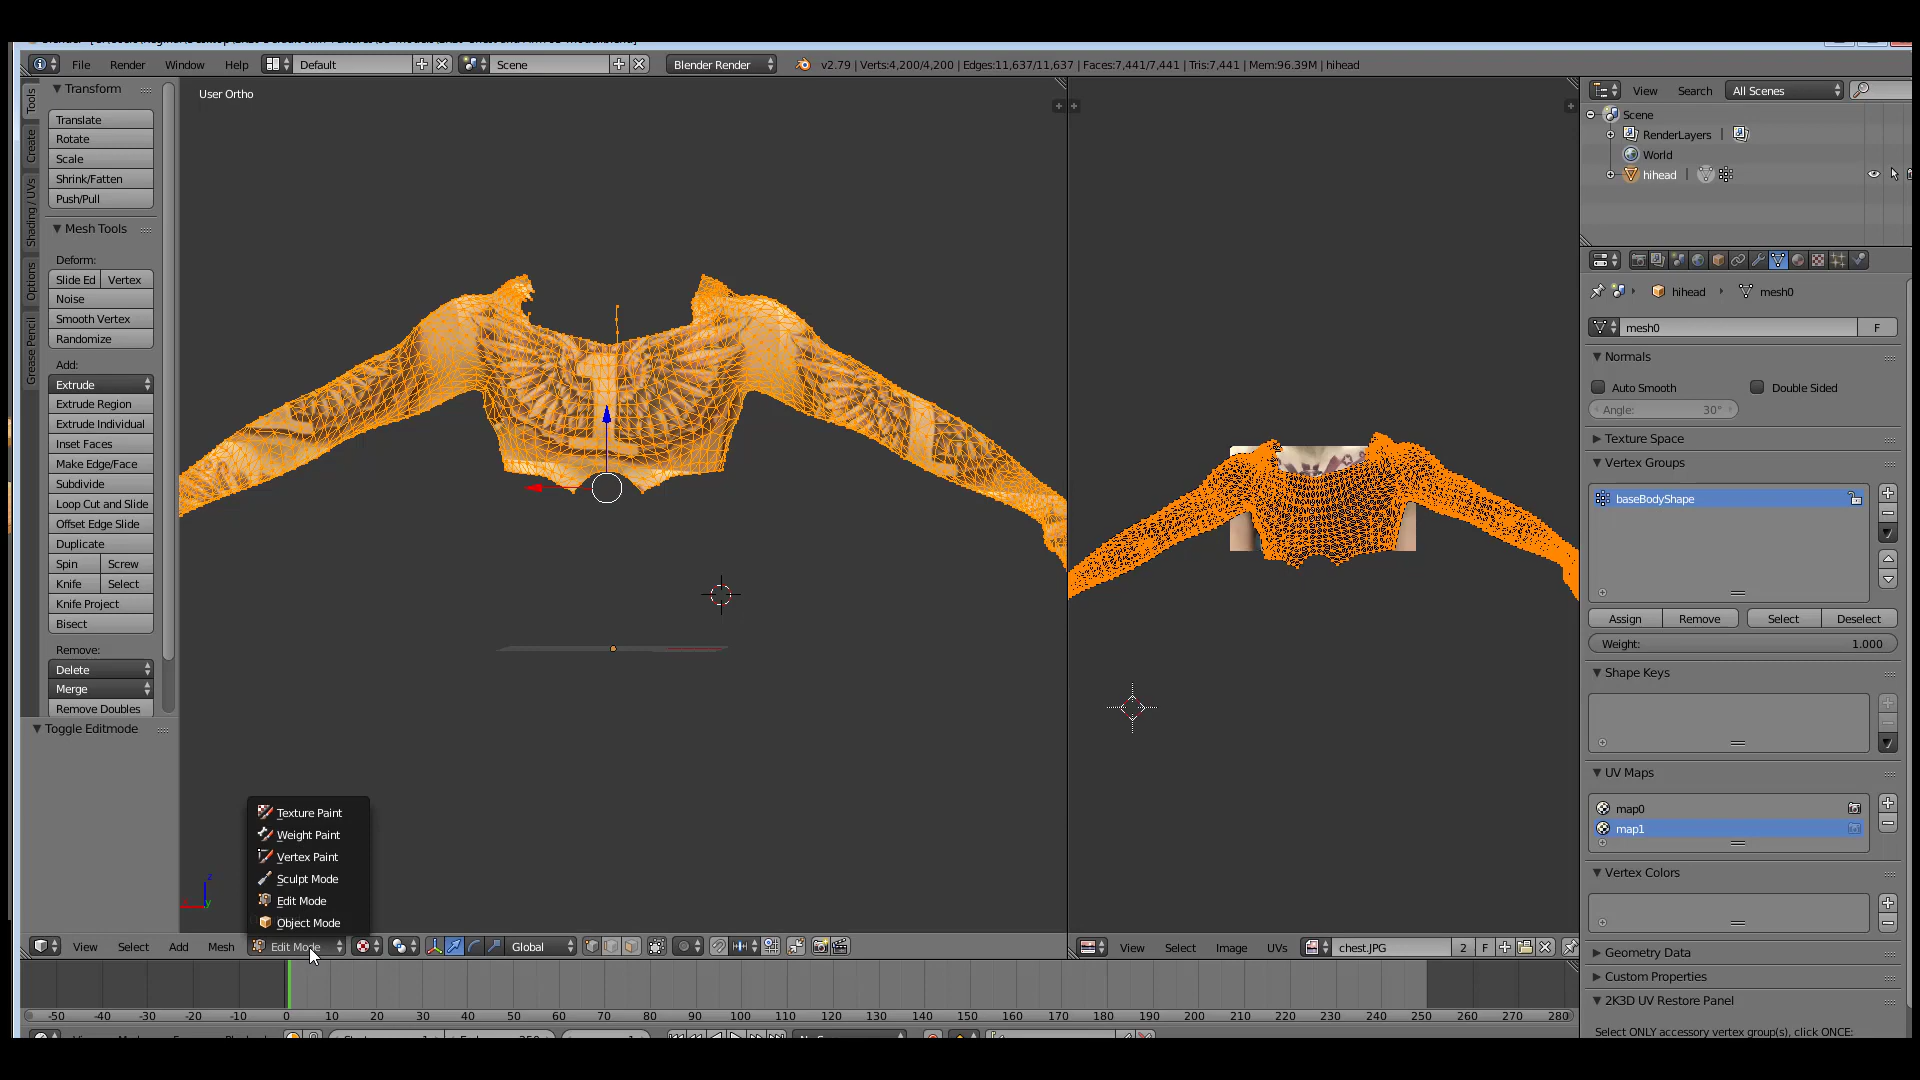 File
Render
Window
Help
Default
Scene
Blender Render
v2.79 | Verts:4,200/4,200 | Edges:11,637/11,637 | Faces:7,441/7,441 | Tris:7,441 | Mem:96.39M | hihead
Tools
Create
Shading / UVs
Options
Grease Pencil
Transform
Translate
Rotate
Scale
Shrink/Fatten
Push/Pull
Mesh Tools
Deform:
Slide Ed
Vertex
Noise
Smooth Vertex
Randomize
Add:
Extrude
Extrude Region
Extrude Individual
Inset Faces
Make Edge/Face
Subdivide
Loop Cut and Slide
Offset Edge Slide
Duplicate
Spin
Screw
Knife
Select
Knife Project
Bisect
Remove:
Delete
Merge
Remove Doubles
Toggle Editmode
User Ortho
Texture Paint
Weight Paint
Vertex Paint
Sculpt Mode
Edit Mode
Object Mode
View
Select
Add
Mesh
Edit Mode
Global
View
Select
Image
UVs
chest.JPG
2
F
-50 -40 -30 -20 -10 0 10 20 30 40 50 60 70 80 90 100 110 120 130 140 150 160 170 180 190 200 210 220 230 240 250 260 270 280
View
Search
All Scenes
Scene
RenderLayers
World
hihead
hihead
mesh0
mesh0
F
Normals
Auto Smooth
Double Sided
Angle: 30°
Texture Space
Vertex Groups
baseBodyShape
Assign
Remove
Select
Deselect
Weight: 1.000
Shape Keys
UV Maps
map0
map1
Vertex Colors
Geometry Data
Custom Properties
2K3D UV Restore Panel
Select ONLY accessory vertex group(s), click ONCE: